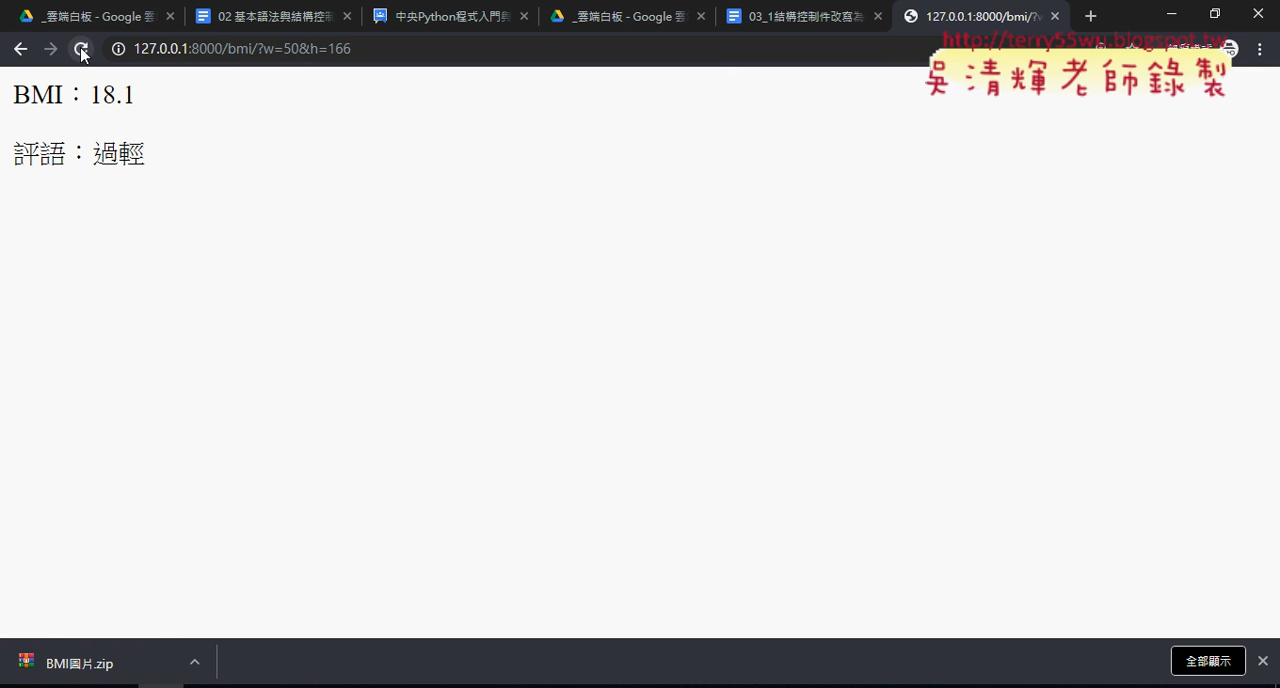 _雲端白板 - Google 雲
02 基本語法與結構控制
中央Python程式入門與
_雲端白板 - Google 雲
03_1結構控制件改寫為
127.0.0.1:8000/bmi/?
127.0.0.1:8000/bmi/?w=50&h=166
http://terry55wu.blogspot.tw
吳清輝老師錄製
BMI：18.1
評語：過輕
BMI圖片.zip
全部顯示